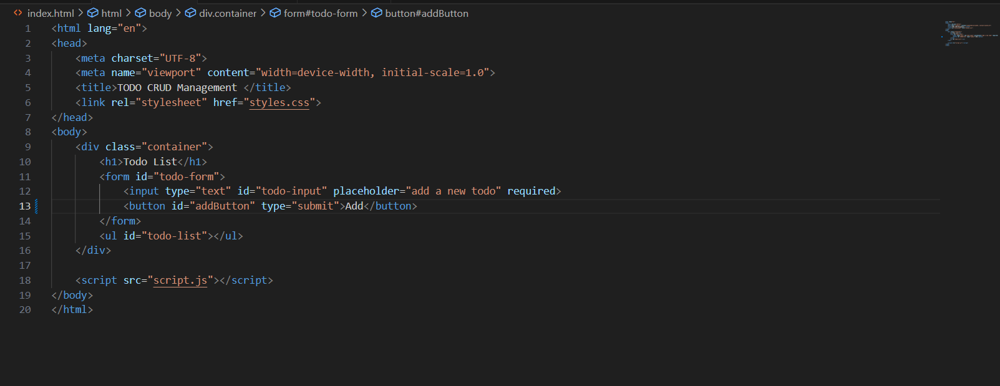 index.html > html > body > div.container > form#todo-form > button#addButton
1 <html lang="en">
2 <head>
3     <meta charset="UTF-8">
4     <meta name="viewport" content="width=device-width, initial-scale=1.0">
5     <title>TODO CRUD Management </title>
6     <link rel="stylesheet" href="styles.css">
7 </head>
8 <body>
9     <div class="container">
10         <h1>Todo List</h1>
11         <form id="todo-form">
12             <input type="text" id="todo-input" placeholder="add a new todo" required>
13             <button id="addButton" type="submit">Add</button>
14         </form>
15         <ul id="todo-list"></ul>
16     </div>
17
18     <script src="script.js"></script>
19 </body>
20 </html>